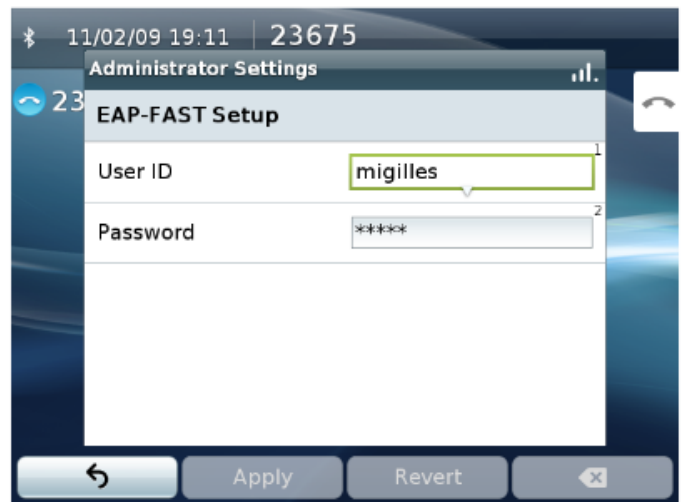 11/02/09 19:11 23675
Administrator Settings
23
EAP-FAST Setup
1
User ID migilles
2
Password *****
Apply Revert